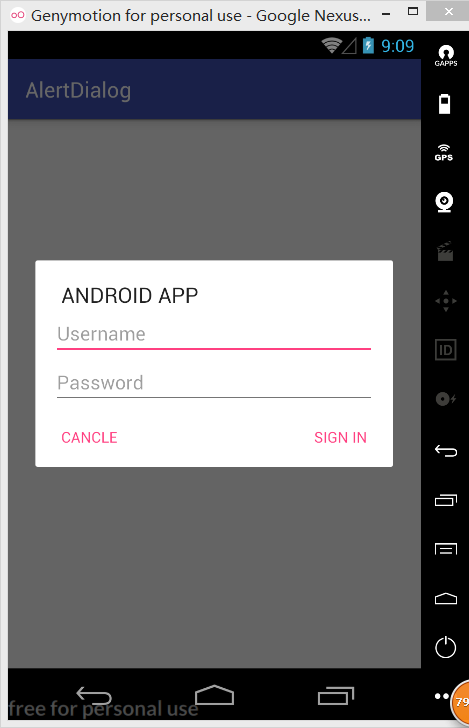 Genymotion for personal use - Google Nexus...
9:09
AlertDialog
GAPPS
GPS
ID
ANDROID APP
Username
Password
CANCLE
SIGN IN
free for personal use
79